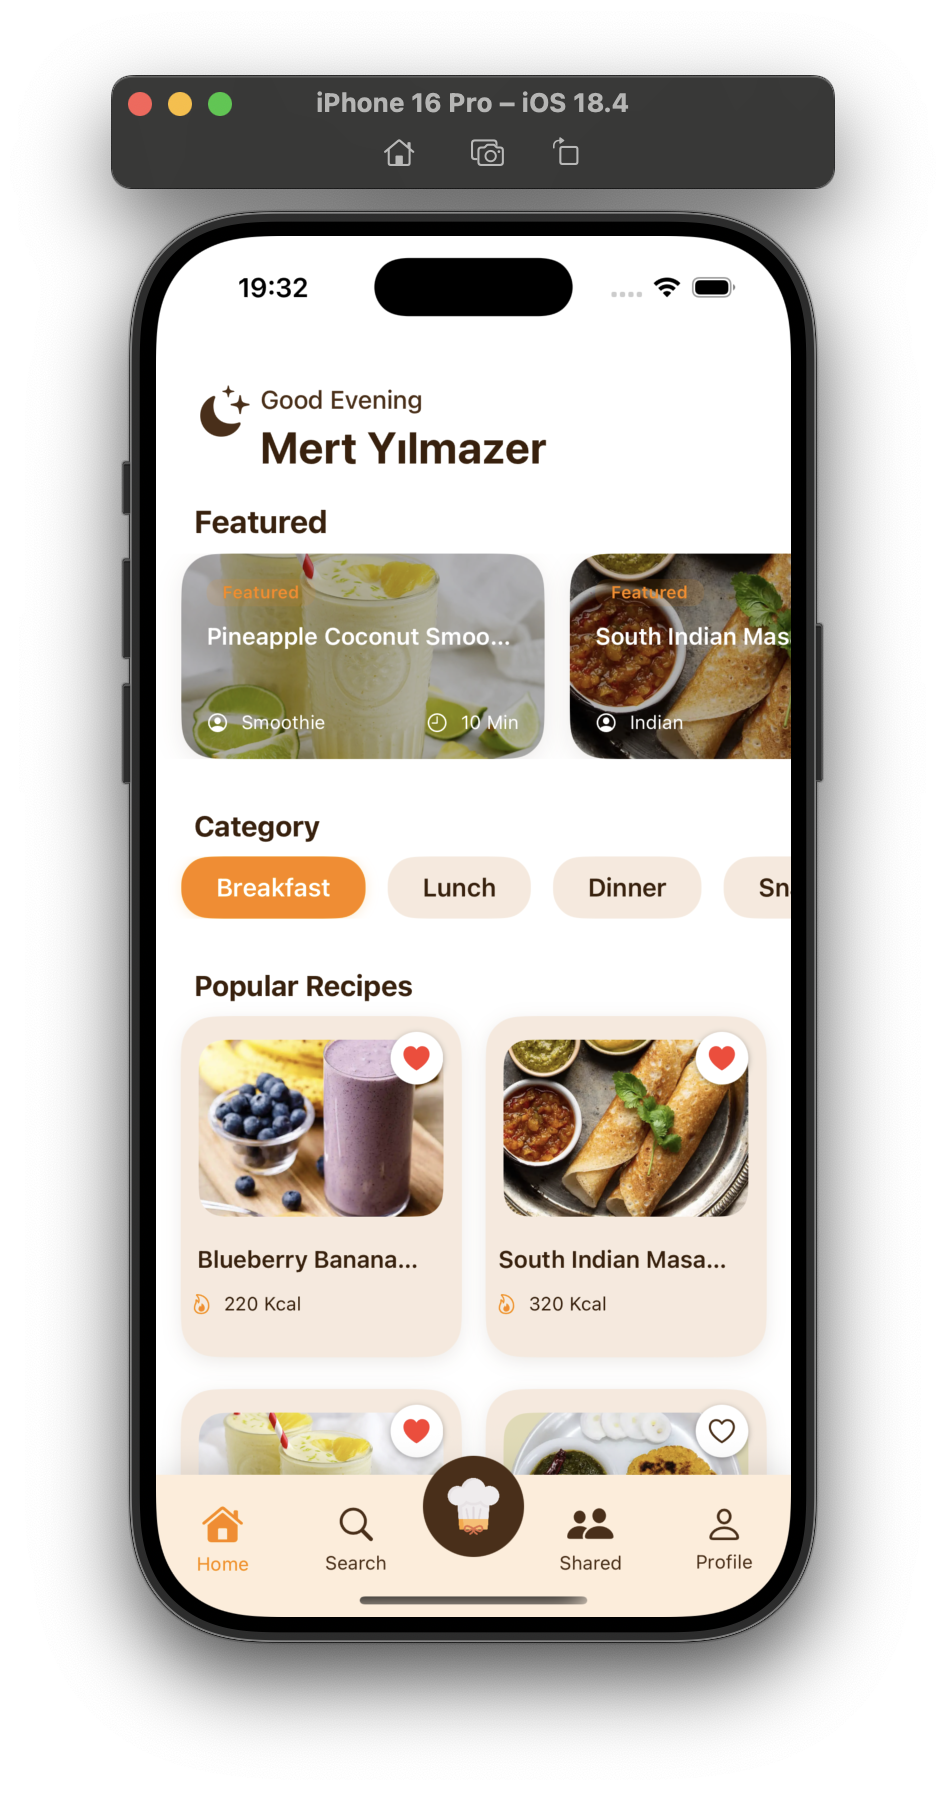 iPhone 16 Pro – iOS 18.4
19:32
Good Evening
Mert Yılmazer
Featured
Featured
Featured
Pineapple Coconut Smoo...
South Indian Mas
Smoothie
10 Min
Indian
Category
Breakfast
Lunch
Dinner
Sn
Popular Recipes
Blueberry Banana...
South Indian Masa...
220 Kcal
320 Kcal
Home
Search
Shared
Profile